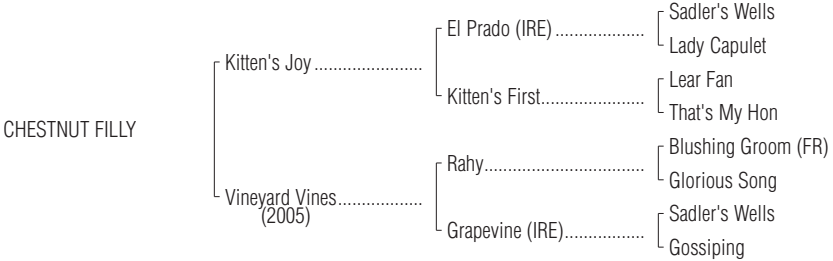 Sadler's Wells
El Prado (IRE) ...................
Lady Capulet
Kitten's Joy .......................
Lear Fan
Kitten's First......................
That's My Hon
CHESTNUT FILLY
Blushing Groom (FR)
Rahy..................................
Glorious Song
Vineyard Vines..................
(2005)
Sadler's Wells
Grapevine (IRE).................
Gossiping